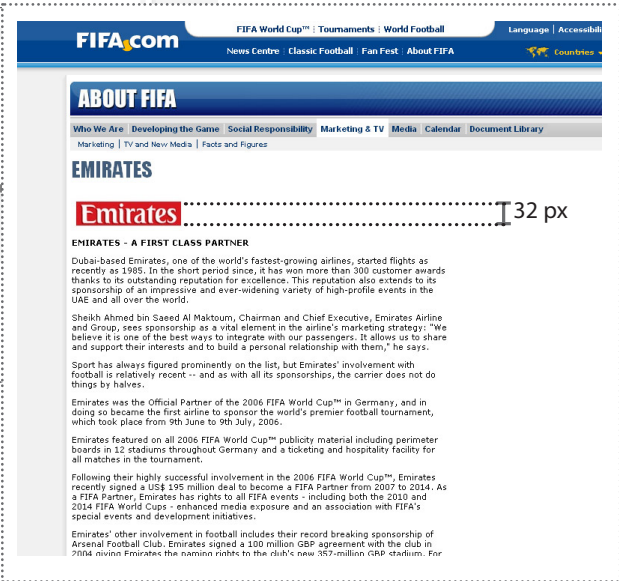 FIFA.com
FIFA World Cup™ Tournaments World Football
Language Accessibili
News Centre Classic Football Fan Fest About FIFA
Countries
ABOUT FIFA
Who We Are Developing the Game Social Responsibility Marketing & TV Media Calendar Document Library
Marketing | TV and New Media | Facts and Figures
EMIRATES
Emirates
32 px
EMIRATES - A FIRST CLASS PARTNER
Dubai-based Emirates, one of the world's fastest-growing airlines, started flights as
recently as 1985. In the short period since, it has won more than 300 customer awards
thanks to its outstanding reputation for excellence. This reputation also extends to its
sponsorship of an impressive and ever-widening variety of high-profile events in the
UAE and all over the world.
Sheikh Ahmed bin Saeed Al Maktoum, Chairman and Chief Executive, Emirates Airline
and Group, sees sponsorship as a vital element in the airline's marketing strategy: "We
believe it is one of the best ways to integrate with our passengers. It allows us to share
and support their interests and to build a personal relationship with them," he says.
Sport has always figured prominently on the list, but Emirates' involvement with
football is relatively recent -- and as with all its sponsorships, the carrier does not do
things by halves.
Emirates was the Official Partner of the 2006 FIFA World Cup™ in Germany, and in
doing so became the first airline to sponsor the world's premier football tournament,
which took place from 9th June to 9th July, 2006.
Emirates featured on all 2006 FIFA World Cup™ publicity material including perimeter
boards in 12 stadiums throughout Germany and a ticketing and hospitality facility for
all matches in the tournament.
Following their highly successful involvement in the 2006 FIFA World Cup™, Emirates
recently signed a US$ 195 million deal to become a FIFA Partner from 2007 to 2014. As
a FIFA Partner, Emirates has rights to all FIFA events - including both the 2010 and
2014 FIFA World Cups - enhanced media exposure and an association with FIFA's
special events and development initiatives.
Emirates' other involvement in football includes their record breaking sponsorship of
Arsenal Football Club. Emirates signed a 100 million GBP agreement with the club in
2004 giving Emirates the naming rights to the club's new 357-million GBP stadium. For